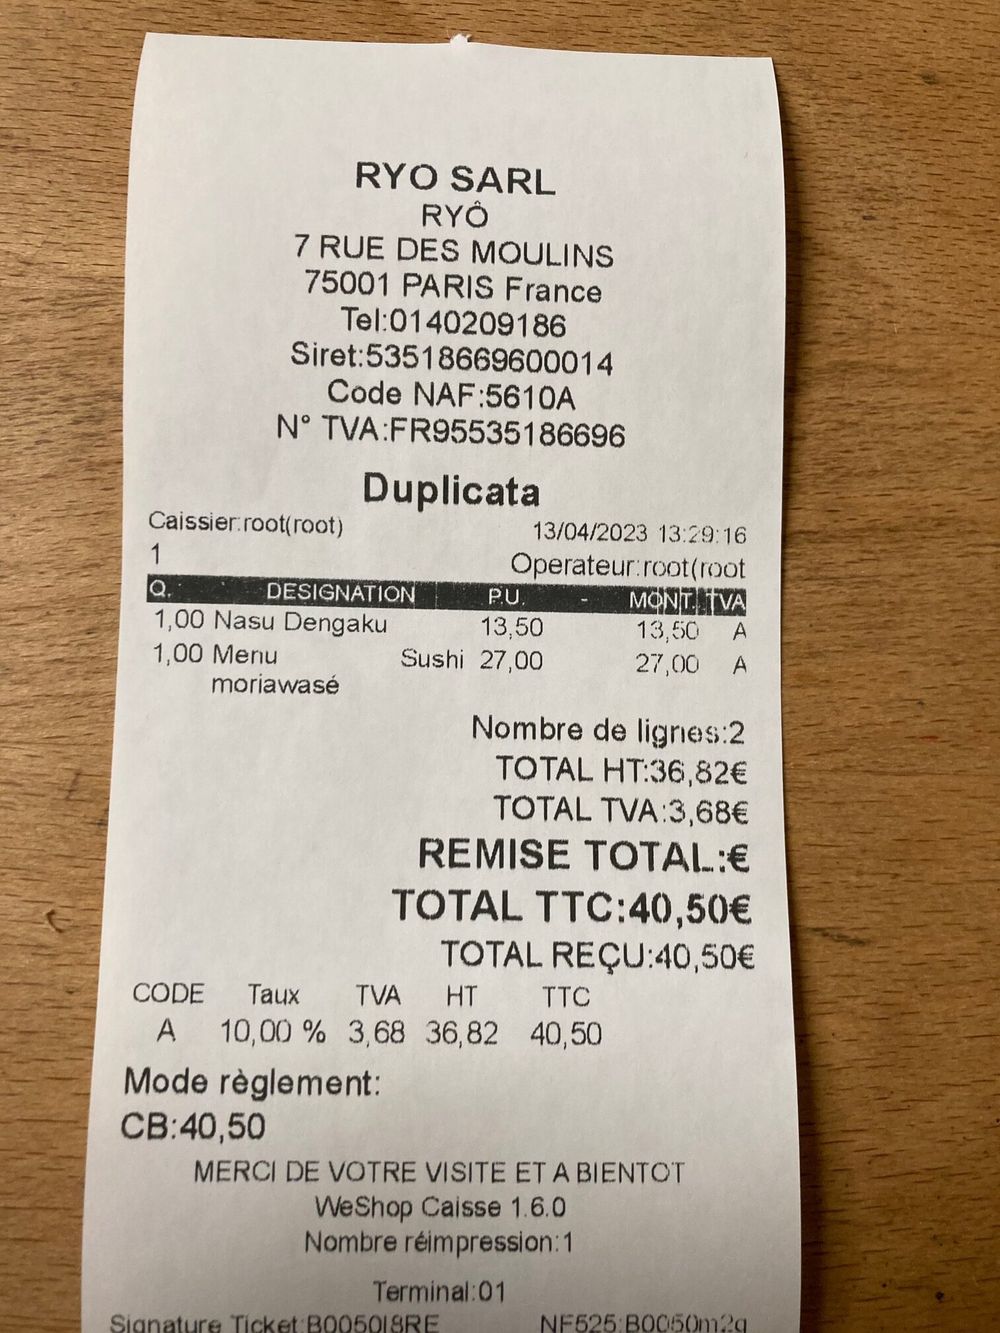 RYO SARL
RYÔ
7 RUE DES MOULINS
75001 PARIS France
Tel:0140209186
Siret:53518669600014
Code NAF:5610A
N° TVA:FR95535186696
Duplicata
Caissier:root(root) 13/04/2023 13:29:16
1 Operateur:root(root
Q. DESIGNATION P.U. - MONT. TVA
1,00 Nasu Dengaku 13,50 13,50 A
1,00 Menu Sushi 27,00 27,00 A
moriawasé
Nombre de lignes:2
TOTAL HT:36,82€
TOTAL TVA:3,68€
REMISE TOTAL:€
TOTAL TTC:40,50€
TOTAL REÇU:40,50€
CODE Taux TVA HT TTC
A 10,00 % 3,68 36,82 40,50
Mode règlement:
CB:40,50
MERCI DE VOTRE VISITE ET A BIENTOT
WeShop Caisse 1.6.0
Nombre réimpression:1
Terminal:01
Signature Ticket:B0050I8RE NF525:B0050m2g